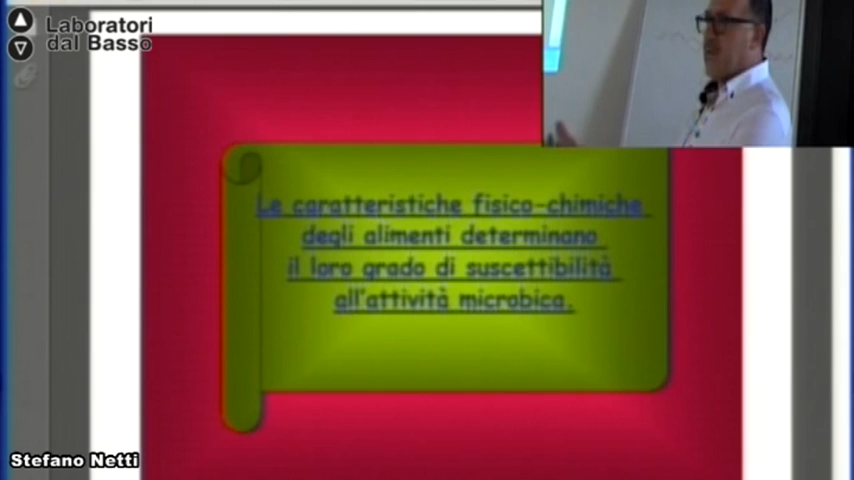 Laboratori
dal Basso
Le caratteristiche fisico-chimiche
degli alimenti determinano
il loro grado di suscettibilità
all'attività microbica.
Stefano Netti